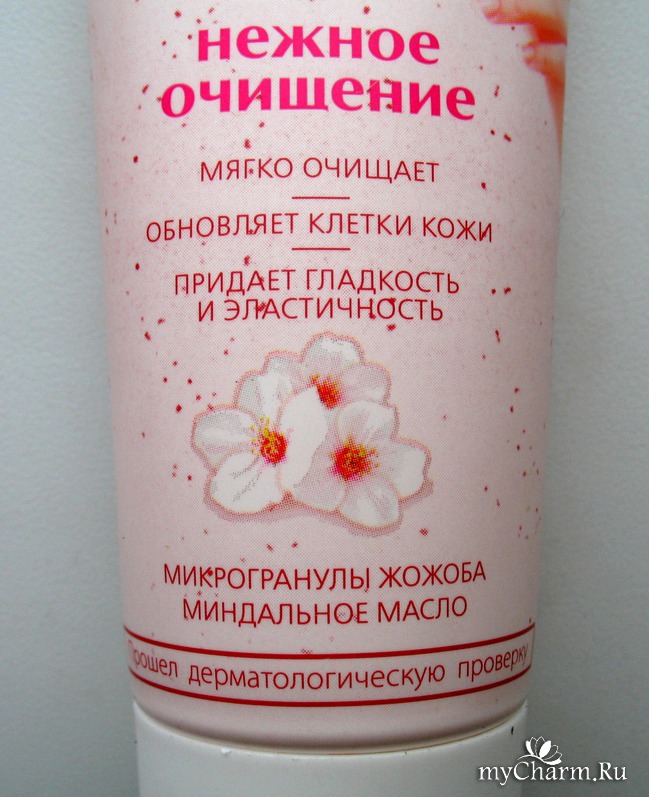 нежное
очищение
МЯГКО ОЧИЩАЕТ
ОБНОВЛЯЕТ КЛЕТКИ КОЖИ
ПРИДАЕТ ГЛАДКОСТЬ
И ЭЛАСТИЧНОСТЬ
МИКРОГРАНУЛЫ ЖОЖОБА
МИНДАЛЬНОЕ МАСЛО
Прошел дерматологическую проверку
myCharm.Ru